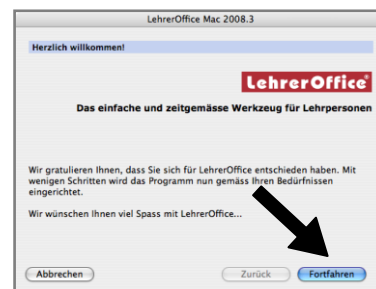 LehrerOffice Mac 2008.3
Herzlich willkommen!
LehrerOffice®
Das einfache und zeitgemässe Werkzeug für Lehrpersonen
Wir gratulieren Ihnen, dass Sie sich für LehrerOffice entschieden haben. Mit
wenigen Schritten wird das Programm nun gemäss Ihren Bedürfnissen
eingerichtet.
Wir wünschen Ihnen viel Spass mit LehrerOffice...
Abbrechen Zurück Fortfahren